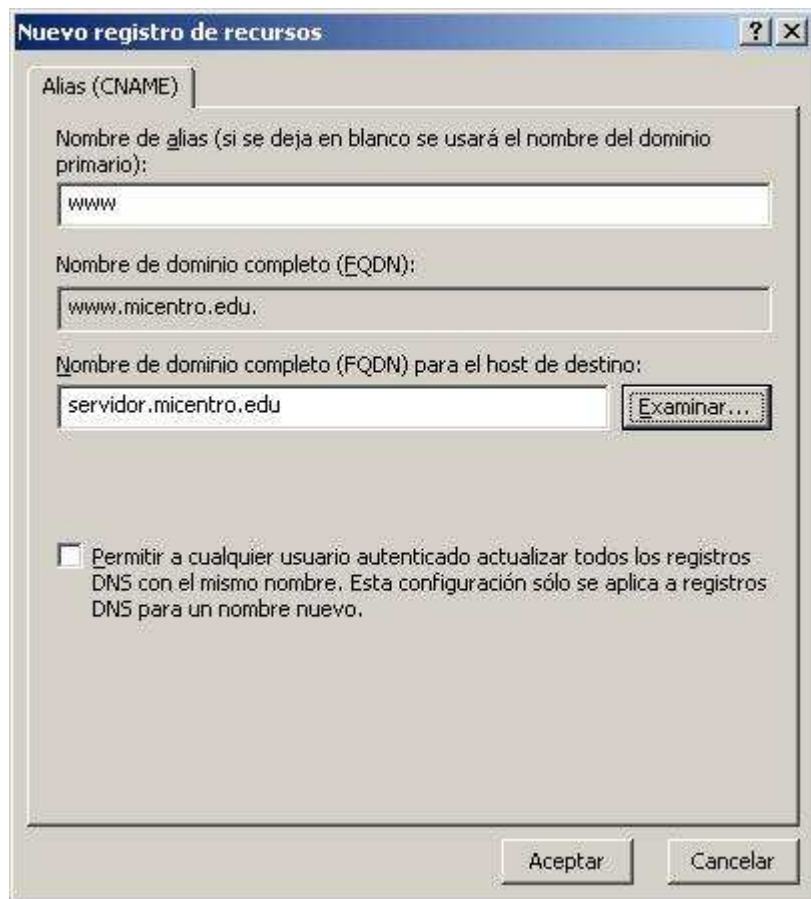 Nuevo registro de recursos
Alias (CNAME)
Nombre de alias (si se deja en blanco se usará el nombre del dominio
primario):
www
Nombre de dominio completo (FQDN):
www.micentro.edu.
Nombre de dominio completo (FQDN) para el host de destino:
servidor.micentro.edu
Examinar...
Permitir a cualquier usuario autenticado actualizar todos los registros
DNS con el mismo nombre. Esta configuración sólo se aplica a registros
DNS para un nombre nuevo.
Aceptar
Cancelar